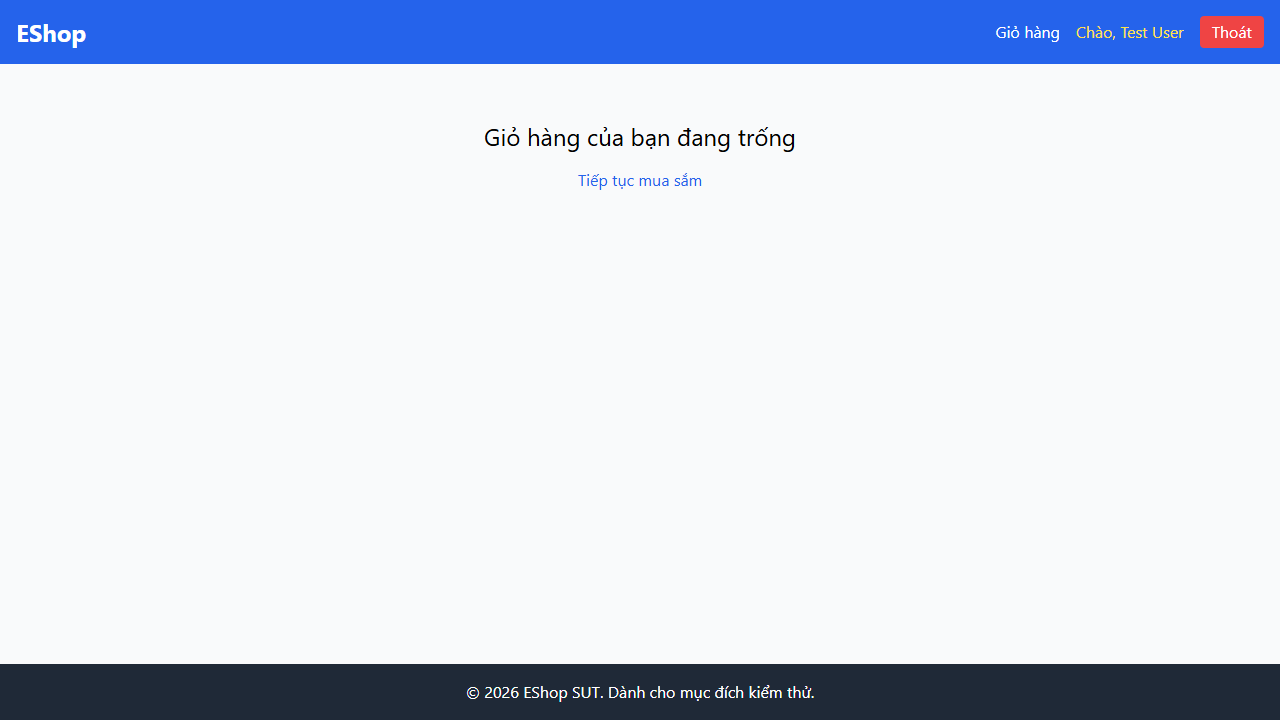 EShop
Giỏ hàng Chào, Test User Thoát
Giỏ hàng của bạn đang trống
Tiếp tục mua sắm
© 2026 EShop SUT. Dành cho mục đích kiểm thử.